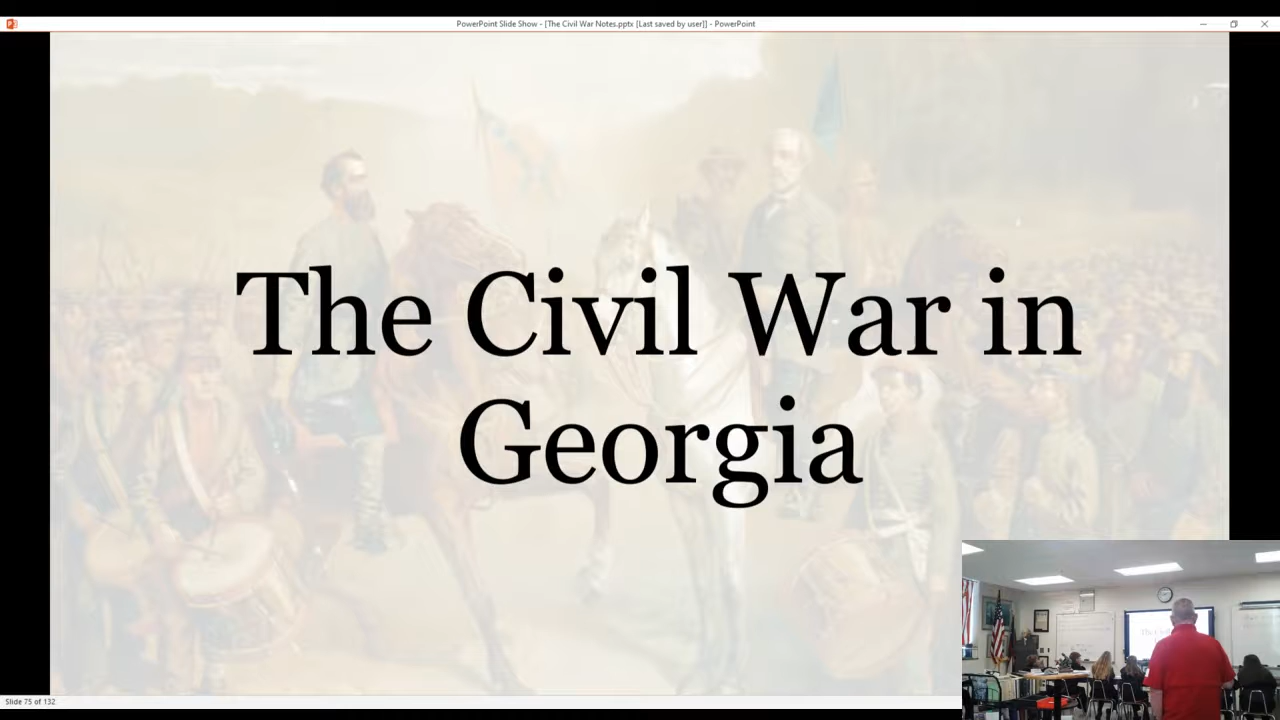 PowerPoint Slide Show - [The Civil War Notes.pptx [Last saved by user]] - PowerPoint
The Civil War in
Georgia
Slide 75 of 132